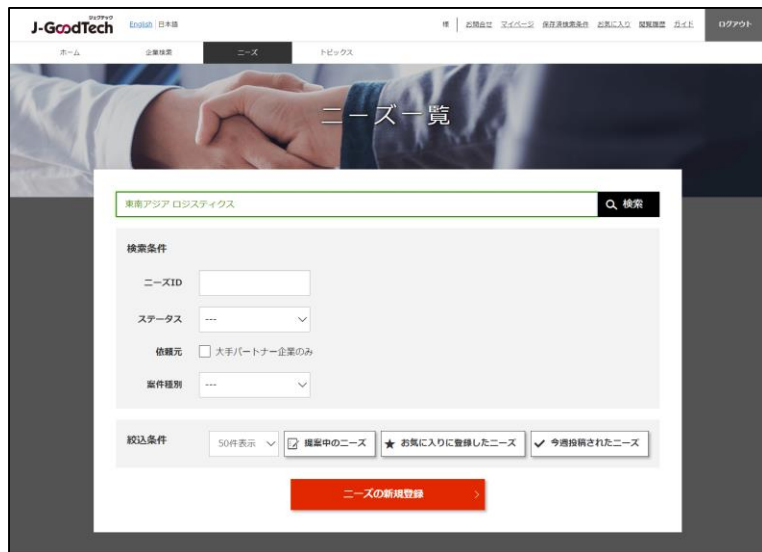 ジェグテック
J-GoodTech
English | 日本語
様 | お問合せ マイページ 保存済検索条件 お気に入り 閲覧履歴 ガイド ログアウト
ホーム 企業検索 ニーズ トピックス
ニーズ一覧
東南アジア ロジスティクス 検索
検索条件
ニーズID
ステータス ---
依頼元 大手パートナー企業のみ
案件種別 ---
絞込条件 50件表示 提案中のニーズ ★ お気に入りに登録したニーズ ✔ 今週投稿されたニーズ
ニーズの新規登録